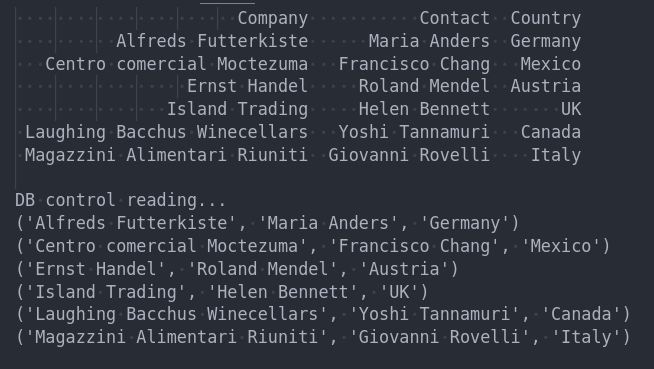 Company Contact Country
Alfreds Futterkiste Maria Anders Germany
Centro comercial Moctezuma Francisco Chang Mexico
Ernst Handel Roland Mendel Austria
Island Trading Helen Bennett UK
Laughing Bacchus Winecellars Yoshi Tannamuri Canada
Magazzini Alimentari Riuniti Giovanni Rovelli Italy
DB control reading...
('Alfreds Futterkiste', 'Maria Anders', 'Germany')
('Centro comercial Moctezuma', 'Francisco Chang', 'Mexico')
('Ernst Handel', 'Roland Mendel', 'Austria')
('Island Trading', 'Helen Bennett', 'UK')
('Laughing Bacchus Winecellars', 'Yoshi Tannamuri', 'Canada')
('Magazzini Alimentari Riuniti', 'Giovanni Rovelli', 'Italy')